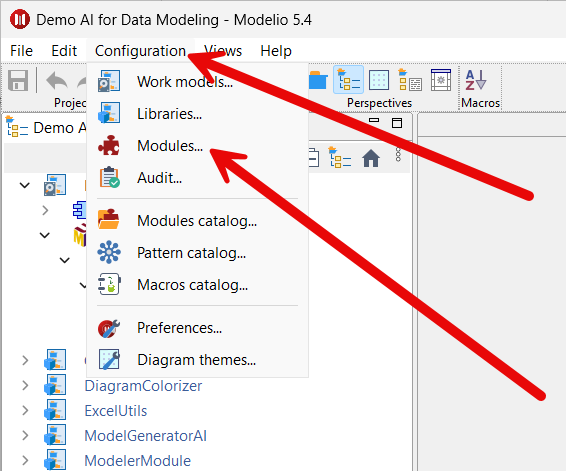 Demo AI for Data Modeling - Modelio 5.4
File Edit Configuration Views Help
Work models...
Libraries...
Modules...
Audit...
Modules catalog...
Pattern catalog...
Macros catalog...
Preferences...
Diagram themes...
Projec
Perspectives
Macros
Demo A
DiagramColorizer
ExcelUtils
ModelGeneratorAI
ModelerModule